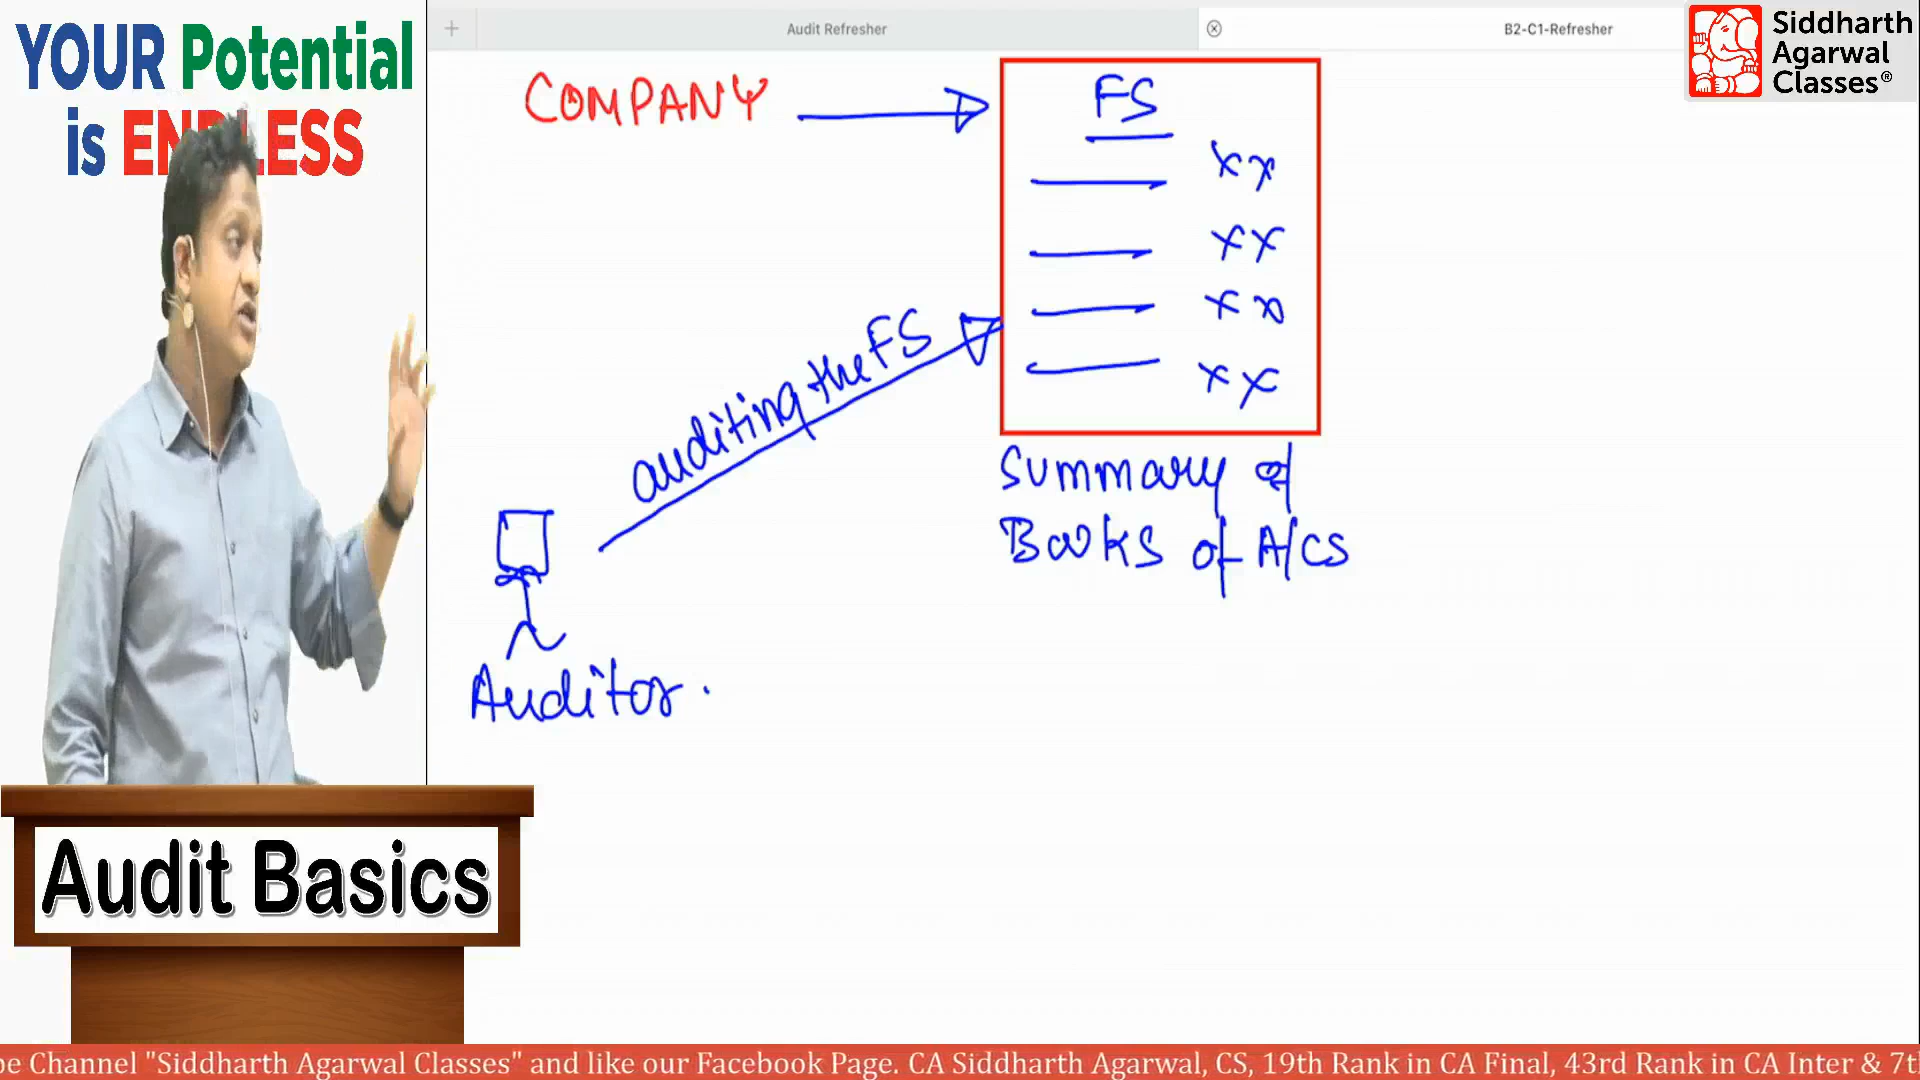 YOUR Potential
is ENDLESS
Audit Refresher
B2-C1-Refresher
Siddharth
Agarwal
Classes®
COMPANY
FS
xx
xx
xx
xx
auditing the FS
Summary of
Books of A/CS
Auditor.
Audit Basics
be Channel "Siddharth Agarwal Classes" and like our Facebook Page. CA Siddharth Agarwal, CS, 19th Rank in CA Final, 43rd Rank in CA Inter & 7t